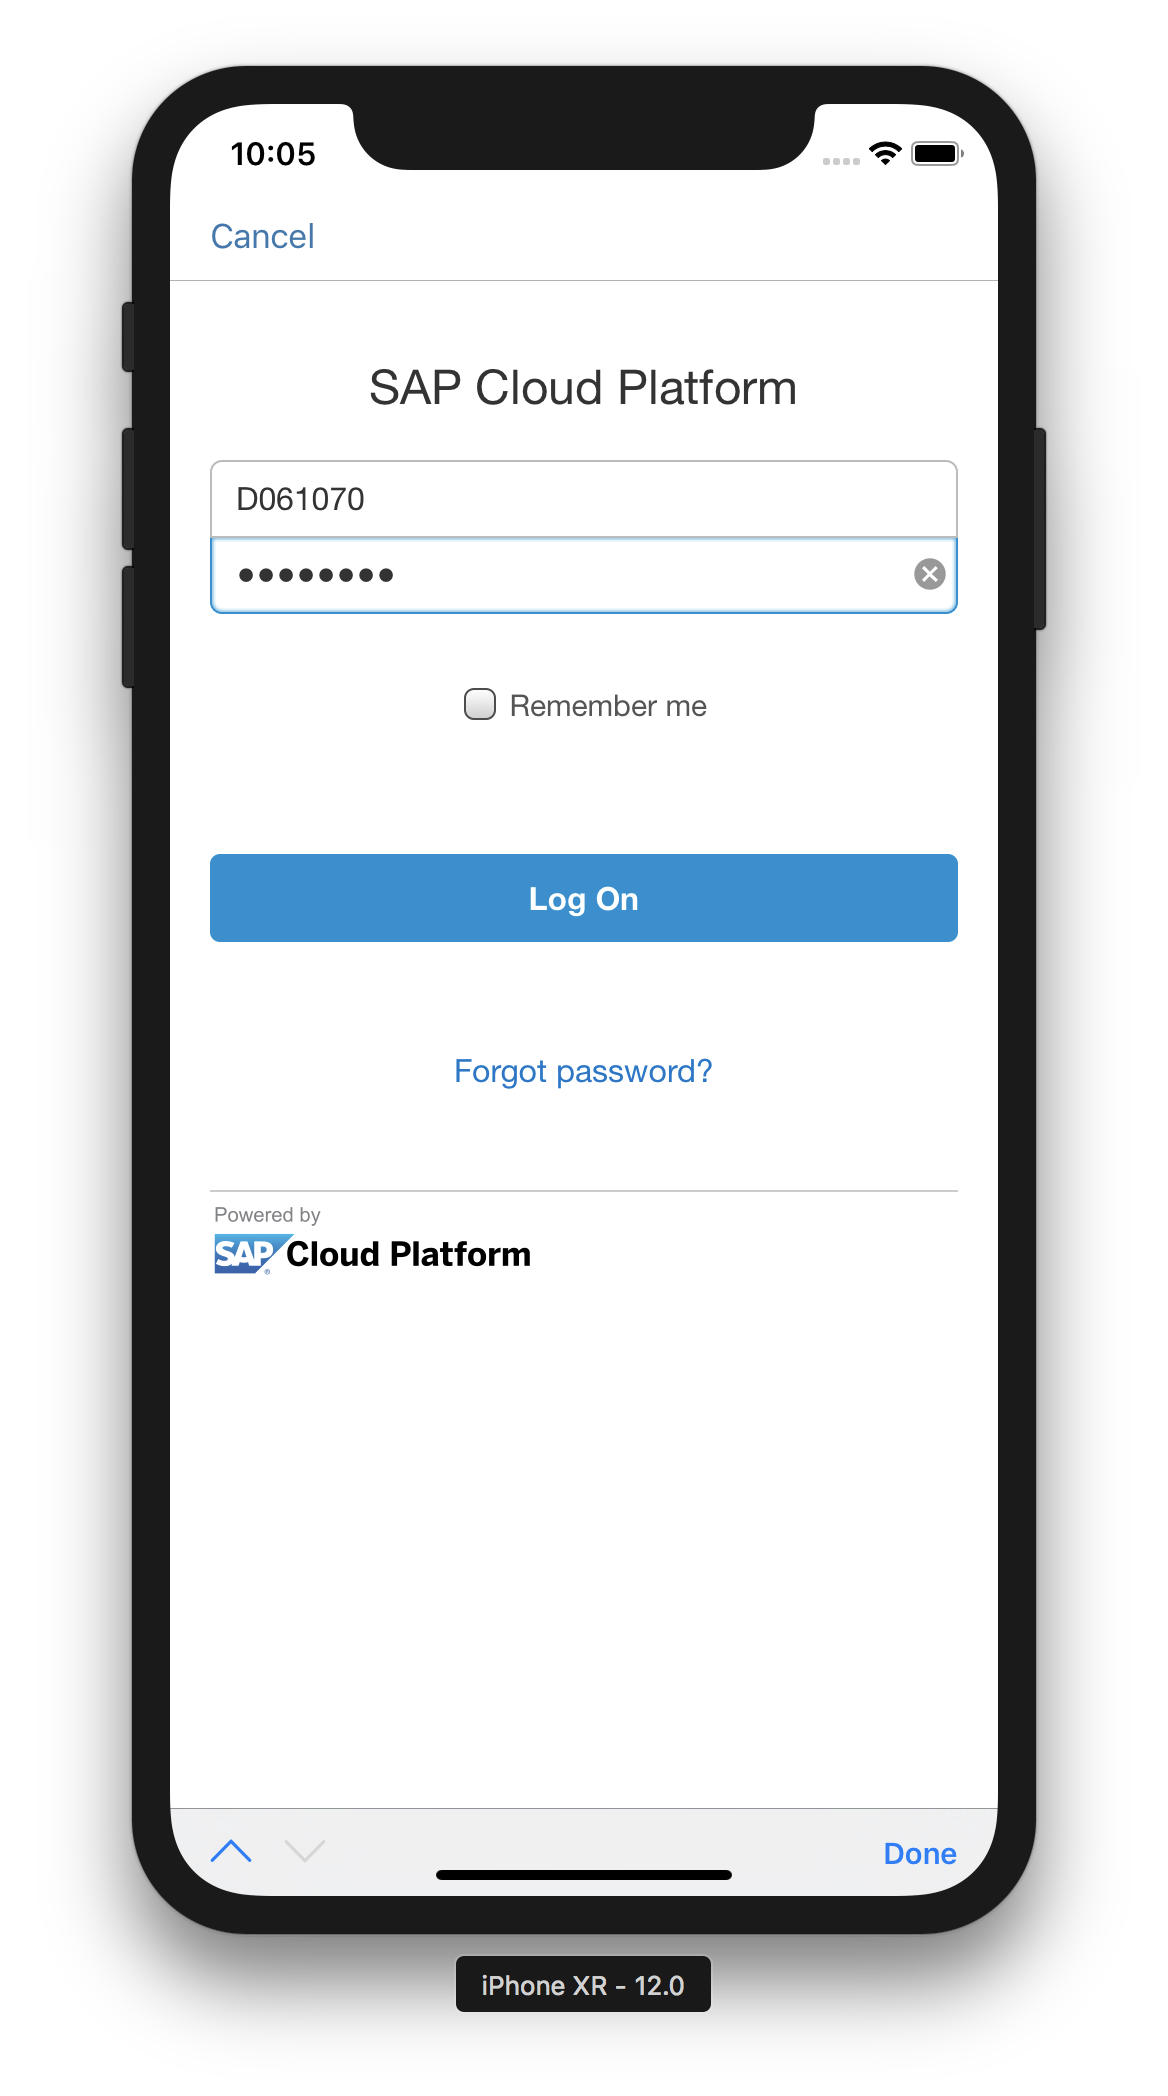 10:05
Cancel
SAP Cloud Platform
D061070
••••••••
Remember me
Log On
Forgot password?
Powered by
SAP® Cloud Platform
Done
iPhone XR - 12.0